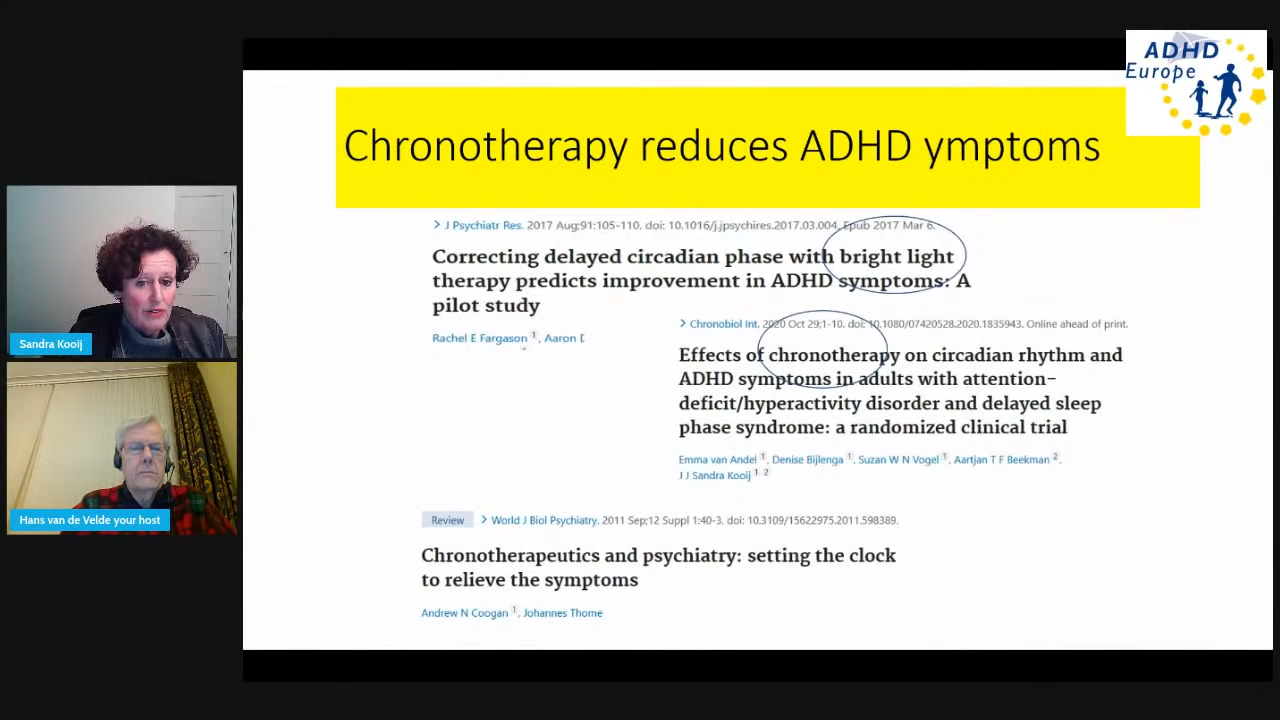 ADHD
Europe
Chronotherapy reduces ADHD ymptoms
J Psychiatr Res. 2017 Aug;91:105-110. doi: 10.1016/j.jpsychires.2017.03.004. Epub 2017 Mar 6.
Correcting delayed circadian phase with bright light
therapy predicts improvement in ADHD symptoms: A
pilot study
Rachel E Fargason 1, Aaron D
Chronobiol Int. 2020 Oct 29;1-10. doi: 10.1080/07420528.2020.1835943. Online ahead of print.
Effects of chronotherapy on circadian rhythm and
ADHD symptoms in adults with attention-
deficit/hyperactivity disorder and delayed sleep
phase syndrome: a randomized clinical trial
Emma van Andel 1, Denise Bijlenga 1, Suzan W N Vogel 1, Aartjan T F Beekman 2,
J J Sandra Kooij 1 2
Review > World J Biol Psychiatry. 2011 Sep;12 Suppl 1:40-3. doi: 10.3109/15622975.2011.598389.
Chronotherapeutics and psychiatry: setting the clock
to relieve the symptoms
Andrew N Coogan 1, Johannes Thome
Sandra Kooij
Hans van de Velde your host